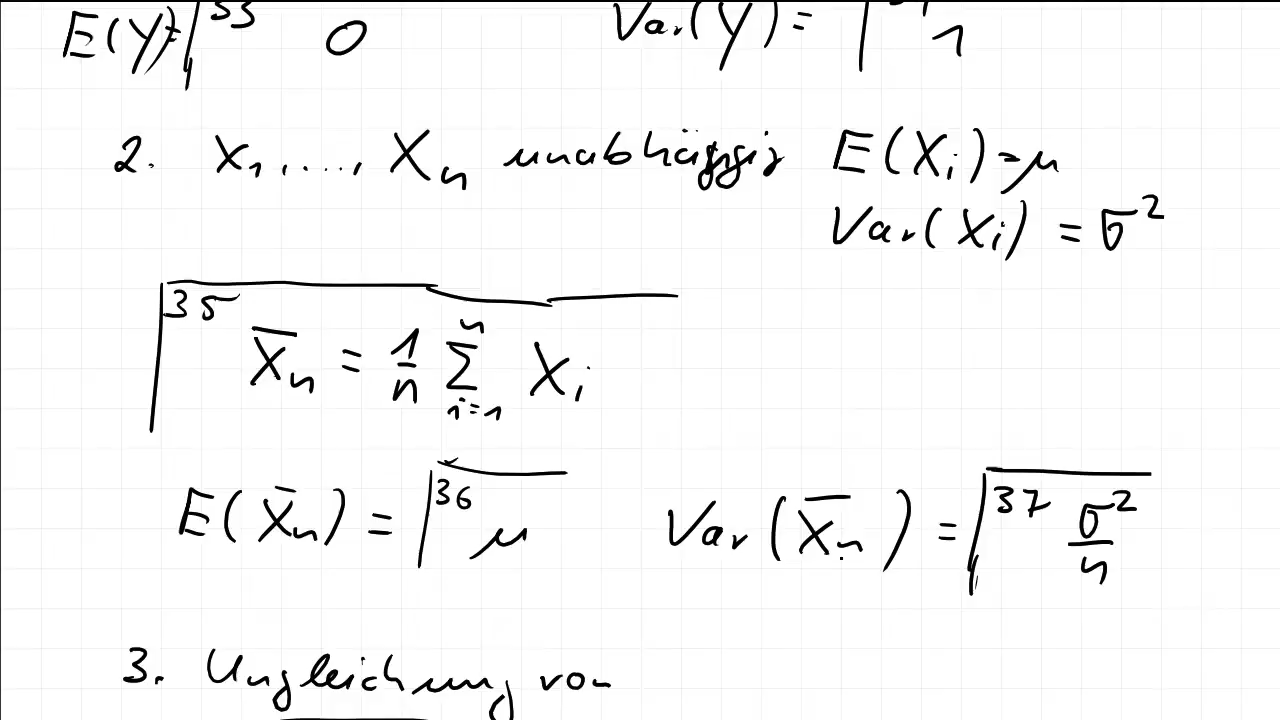 E(Y)= 33 0 Var(Y) = 1
2. X₁, ..., Xₙ unabhängig E(Xᵢ)=μ
Var(Xᵢ) = σ²
35
X̄ₙ = 1/n ∑ᵢ₌₁ⁿ Xᵢ
E(X̄ₙ) = 36 μ Var(X̄ₙ) = 37 σ²/n
3. Ungleichung von